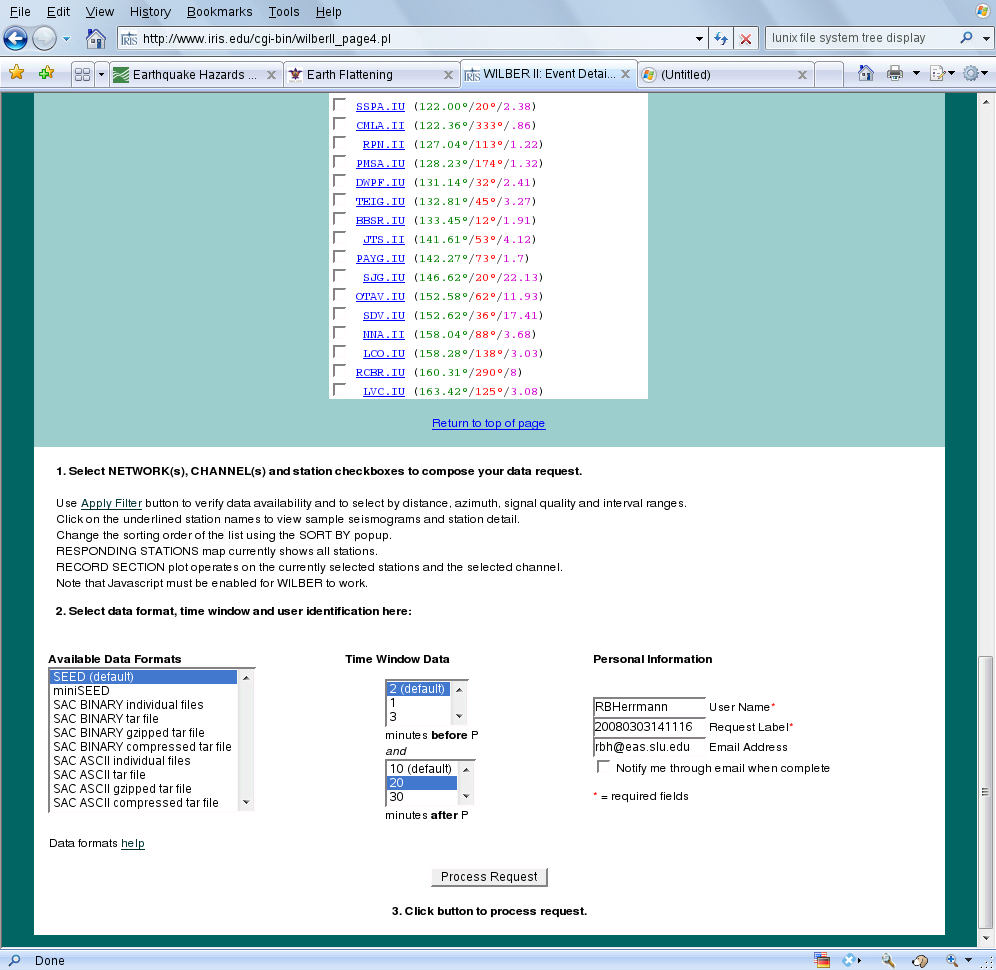 File Edit View History Bookmarks Tools Help
http://www.iris.edu/cgi-bin/wilberII_page4.pl
lunix file system tree display
Earthquake Hazards ...
Earth Flattening
WILBER II: Event Detai...
(Untitled)
SSPA.IU (122.00°/20°/2.38)
CMLA.II (122.36°/333°/.86)
RPN.II (127.04°/113°/1.22)
PMSA.IU (128.23°/174°/1.32)
DWPF.IU (131.14°/32°/2.41)
TEIG.IU (132.81°/45°/3.27)
BBSR.IU (133.45°/12°/1.91)
JTS.II (141.61°/53°/4.12)
PAYG.IU (142.27°/73°/1.7)
SJG.IU (146.62°/20°/22.13)
OTAV.IU (152.58°/62°/11.93)
SDV.IU (152.62°/36°/17.41)
NNA.II (158.04°/88°/3.68)
LCO.IU (158.28°/138°/3.03)
RCBR.IU (160.31°/290°/8)
LVC.IU (163.42°/125°/3.08)
Return to top of page
1. Select NETWORK(s), CHANNEL(s) and station checkboxes to compose your data request.
Use Apply Filter button to verify data availability and to select by distance, azimuth, signal quality and interval ranges.
Click on the underlined station names to view sample seismograms and station detail.
Change the sorting order of the list using the SORT BY popup.
RESPONDING STATIONS map currently shows all stations.
RECORD SECTION plot operates on the currently selected stations and the selected channel.
Note that Javascript must be enabled for WILBER to work.
2. Select data format, time window and user identification here:
Available Data Formats
SEED (default)
miniSEED
SAC BINARY individual files
SAC BINARY tar file
SAC BINARY gzipped tar file
SAC BINARY compressed tar file
SAC ASCII individual files
SAC ASCII tar file
SAC ASCII gzipped tar file
SAC ASCII compressed tar file
Data formats help
Time Window Data
2 (default)
1
3
minutes before P
and
10 (default)
20
30
minutes after P
Personal Information
RBHerrmann User Name*
20080303141116 Request Label*
rbh@eas.slu.edu Email Address
Notify me through email when complete
* = required fields
Process Request
3. Click button to process request.
Done